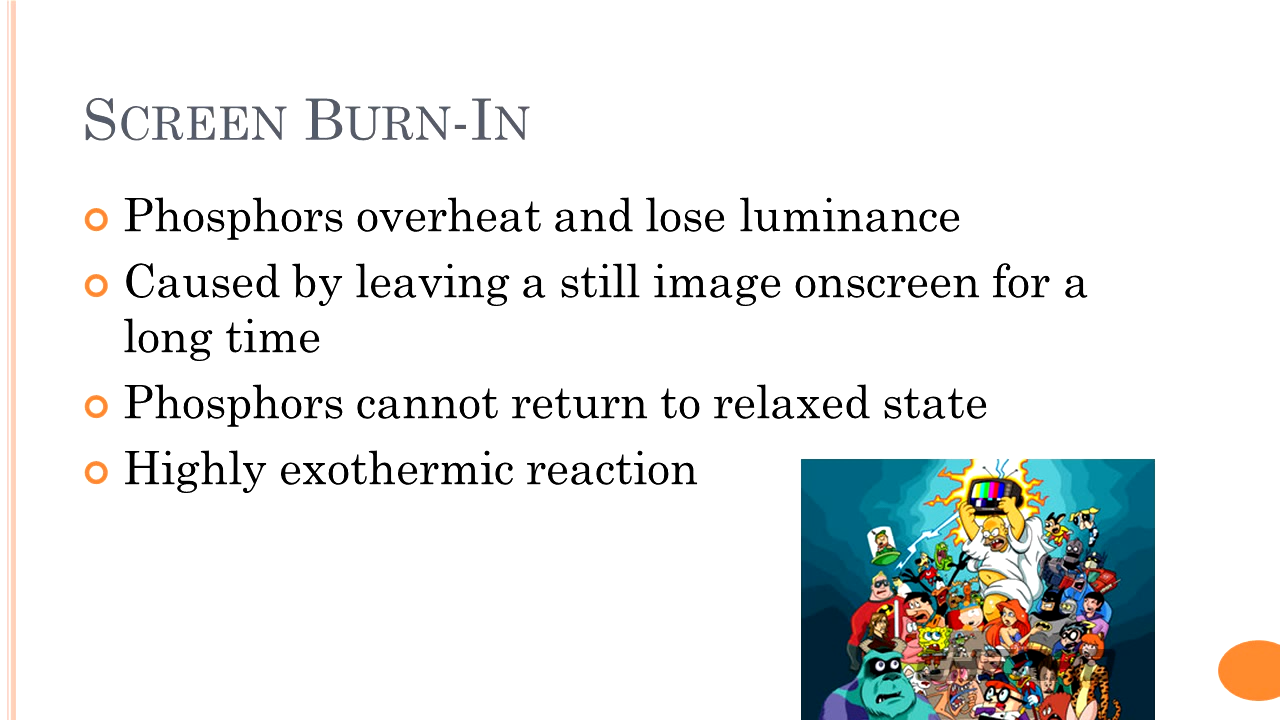 Screen Burn-In
Phosphors overheat and lose luminance
Caused by leaving a still image onscreen for a
long time
Phosphors cannot return to relaxed state
Highly exothermic reaction